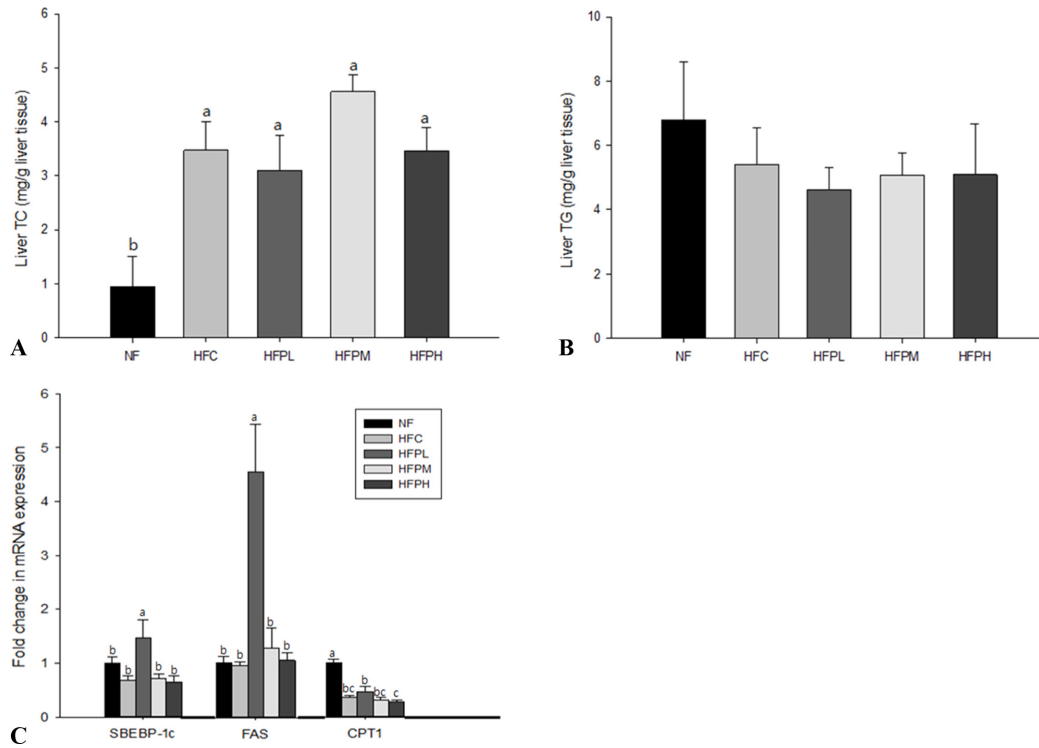 6
5
4
3
2
1
0
Liver TC (mg/g liver tissue)
b
a
a
a
a
NF
HFC
HFPL
HFPM
HFPH
A
10
8
6
4
2
0
Liver TG (mg/g liver tissue)
NF
HFC
HFPL
HFPM
HFPH
B
6
5
4
3
2
1
0
Fold change in mRNA expression
NF
HFC
HFPL
HFPM
HFPH
b
b
a
b
b
b
b
a
b
b
a
bc
b
bc
c
SBEBP-1c
FAS
CPT1
C